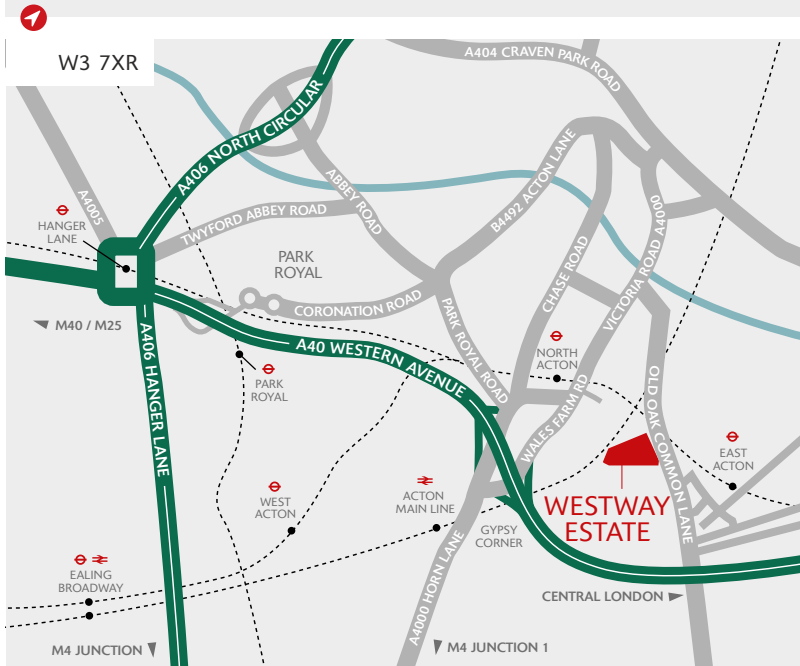 W3 7XR
A404 CRAVEN PARK ROAD
A406 NORTH CIRCULAR
A4005
HANGER
LANE
TWYFORD ABBEY ROAD
ABBEY ROAD
B4492 ACTON LANE
PARK
ROYAL
CHASE ROAD
VICTORIA ROAD A4000
CORONATION ROAD
M40 / M25
A406 HANGER LANE
A40 WESTERN AVENUE
PARK ROYAL ROAD
NORTH
ACTON
PARK
ROYAL
WALES FARM RD
OLD OAK COMMON LANE
EAST
ACTON
WEST
ACTON
ACTON
MAIN LINE
WESTWAY
ESTATE
GYPSY
CORNER
EALING
BROADWAY
A4000 HORN LANE
CENTRAL LONDON
M4 JUNCTION
M4 JUNCTION 1